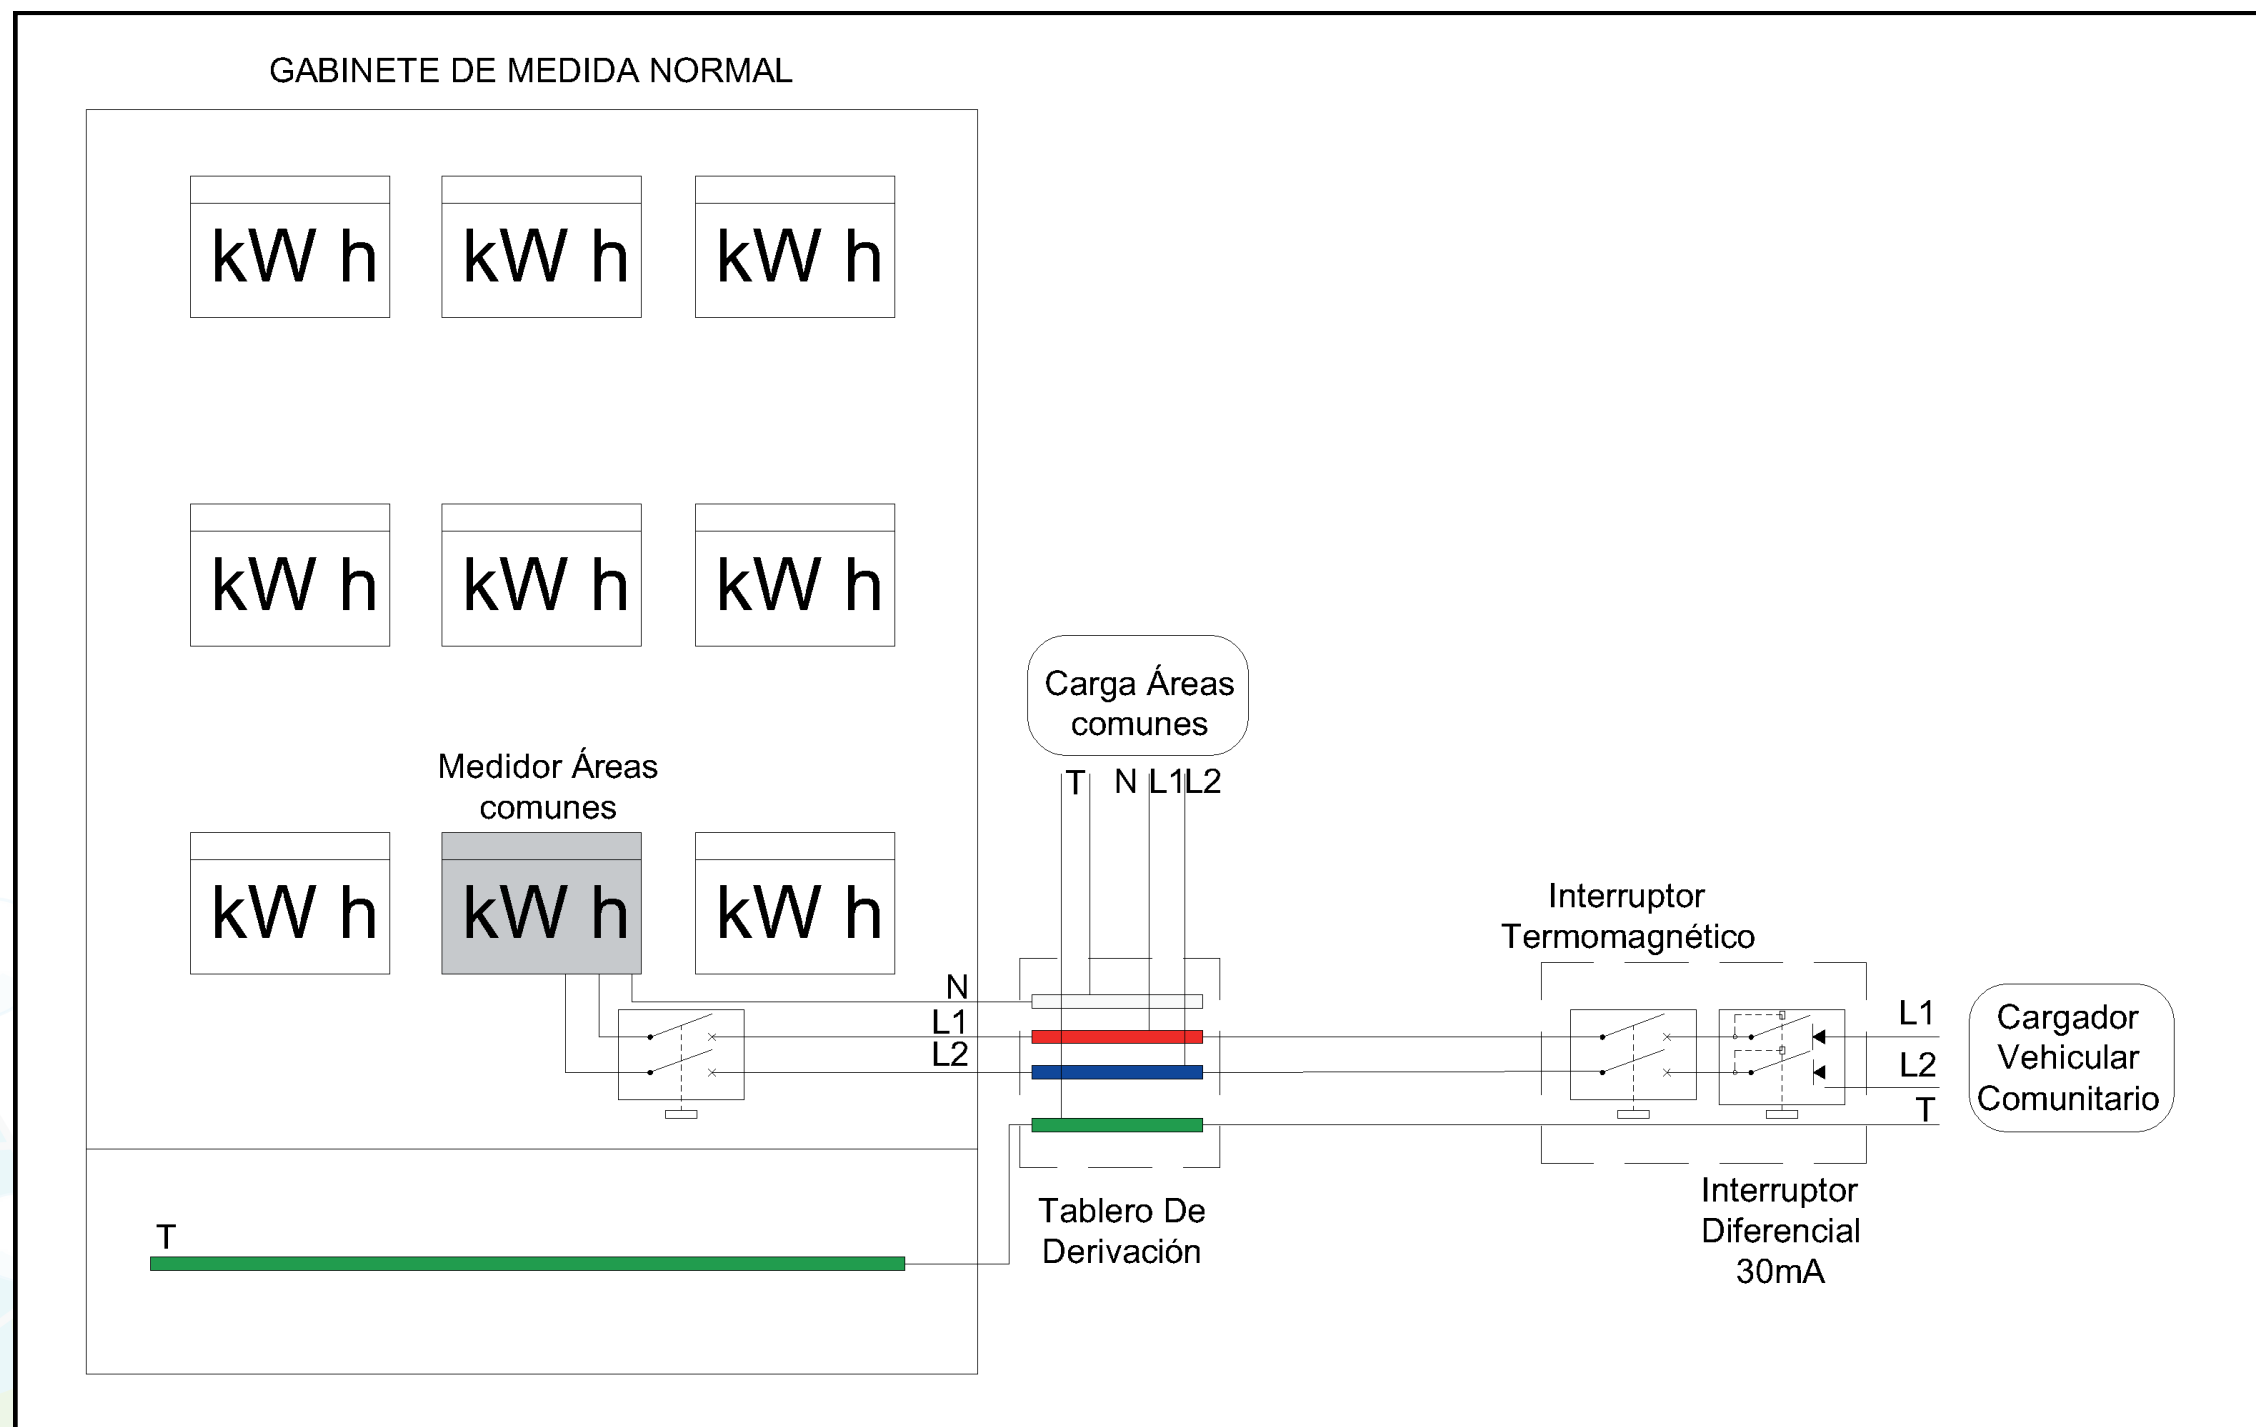 GABINETE DE MEDIDA NORMAL
kW h
kW h
kW h
kW h
kW h
kW h
Medidor Áreas
comunes
kW h
kW h
kW h
Carga Áreas
comunes
T
N
L1
L2
N
L1
L2
Tablero De
Derivación
Interruptor
Termomagnético
L1
L2
T
Cargador
Vehicular
Comunitario
Interruptor
Diferencial
30mA
T